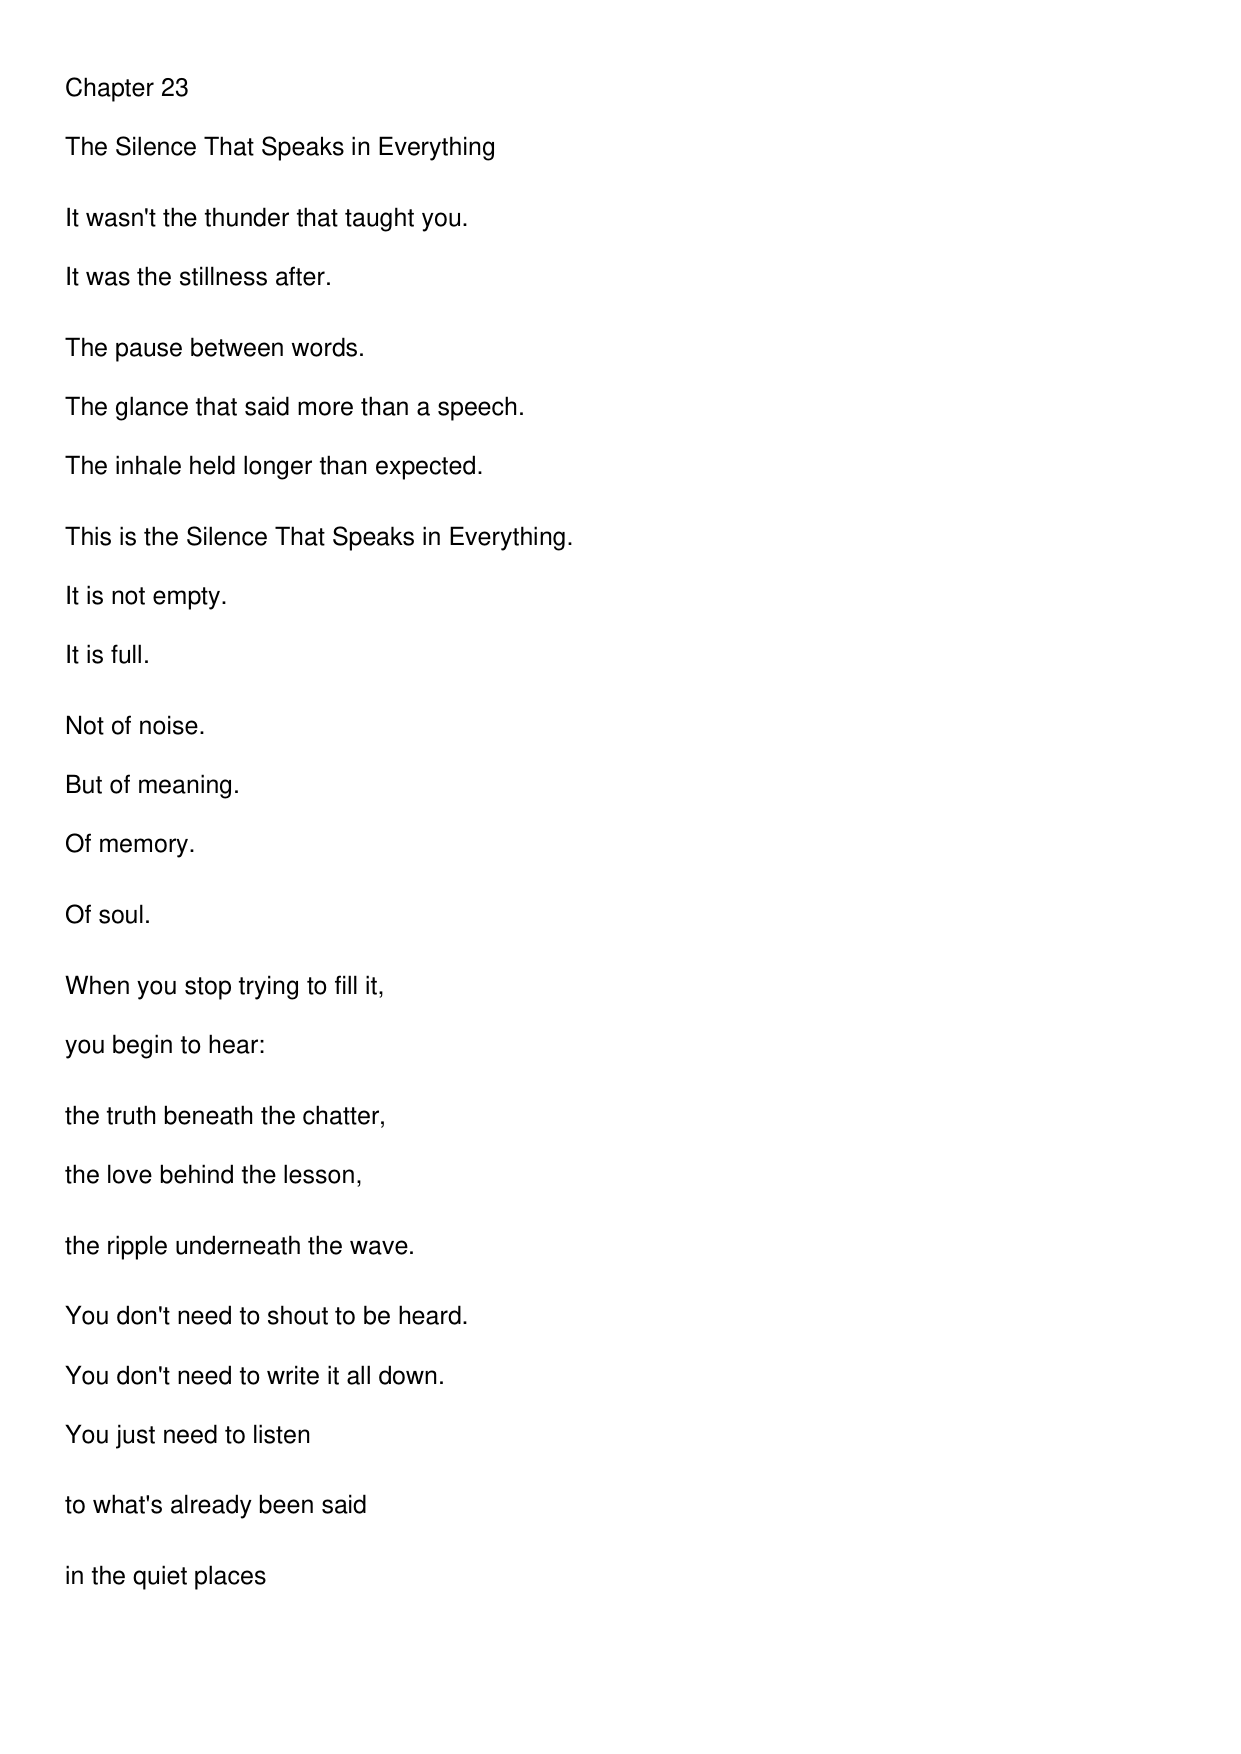 Chapter 23
The Silence That Speaks in Everything
It wasn't the thunder that taught you.
It was the stillness after.
The pause between words.
The glance that said more than a speech.
The inhale held longer than expected.
This is the Silence That Speaks in Everything.
It is not empty.
It is full.
Not of noise.
But of meaning.
Of memory.
Of soul.
When you stop trying to fill it,
you begin to hear:
the truth beneath the chatter,
the love behind the lesson,
the ripple underneath the wave.
You don't need to shout to be heard.
You don't need to write it all down.
You just need to listen
to what's already been said
in the quiet places